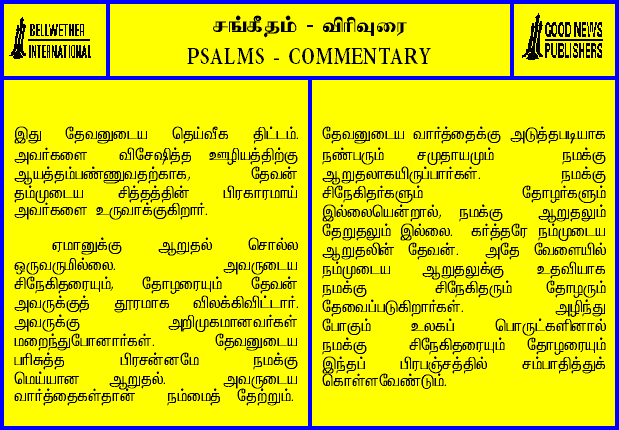 BELLWETHER
INTERNATIONAL
சங்கீதம் - விரிவுரை
PSALMS - COMMENTARY
GOOD NEWS
PUBLISHERS
இது தேவனுடைய தெய்வீக திட்டம்.
அவர்களை விசேஷித்த ஊழியத்திற்கு
ஆயத்தம்பண்ணுவதற்காக, தேவன்
தம்முடைய சித்தத்தின் பிரகாரமாய்
அவர்களை உருவாக்குகிறார்.
ஏமானுக்கு ஆறுதல் சொல்ல
ஒருவருமில்லை. அவருடைய
சிநேகிதரையும், தோழரையும் தேவன்
அவருக்குத் தூரமாக விலக்கிவிட்டார்.
அவருக்கு அறிமுகமானவர்கள்
மறைந்துபோனார்கள். தேவனுடைய
பரிசுத்த பிரசன்னமே நமக்கு
மெய்யான ஆறுதல். அவருடைய
வார்த்தைகள்தான் நம்மைத் தேற்றும்.
தேவனுடைய வார்த்தைக்கு அடுத்தபடியாக
நண்பரும் சமுதாயமும் நமக்கு
ஆறுதலாகயிருப்பார்கள். நமக்கு
சிநேகிதர்களும் தோழர்களும்
இல்லையென்றால், நமக்கு ஆறுதலும்
தேறுதலும் இல்லை. கர்த்தரே நம்முடைய
ஆறுதலின் தேவன். அதே வேளையில்
நம்முடைய ஆறுதலுக்கு உதவியாக
நமக்கு சிநேகிதரும் தோழரும்
தேவைப்படுகிறார்கள். அழிந்து
போகும் உலகப் பொருட்களினால்
நமக்கு சிநேகிதரையும் தோழரையும்
இந்தப் பிரபஞ்சத்தில் சம்பாதித்துக்
கொள்ளவேண்டும்.